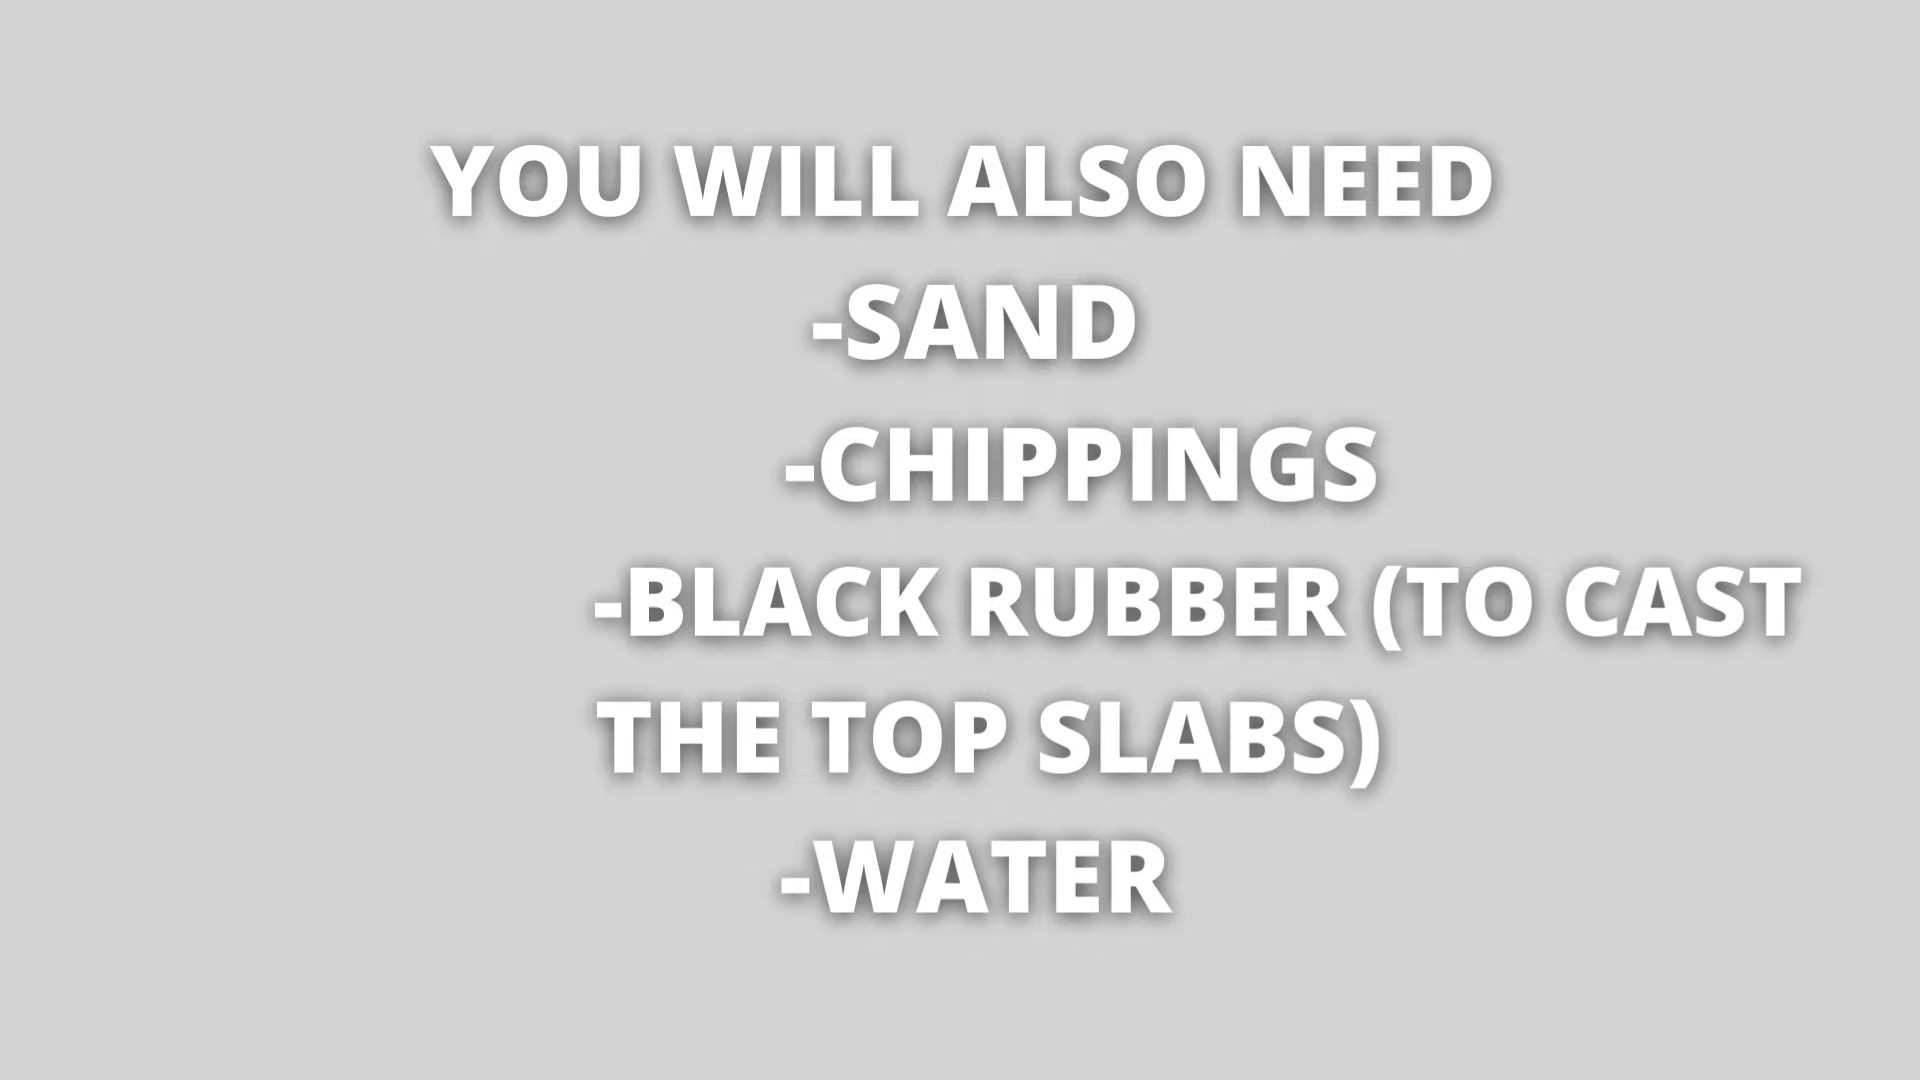 YOU WILL ALSO NEED
-SAND
-CHIPPINGS
-BLACK RUBBER (TO CAST
THE TOP SLABS)
-WATER